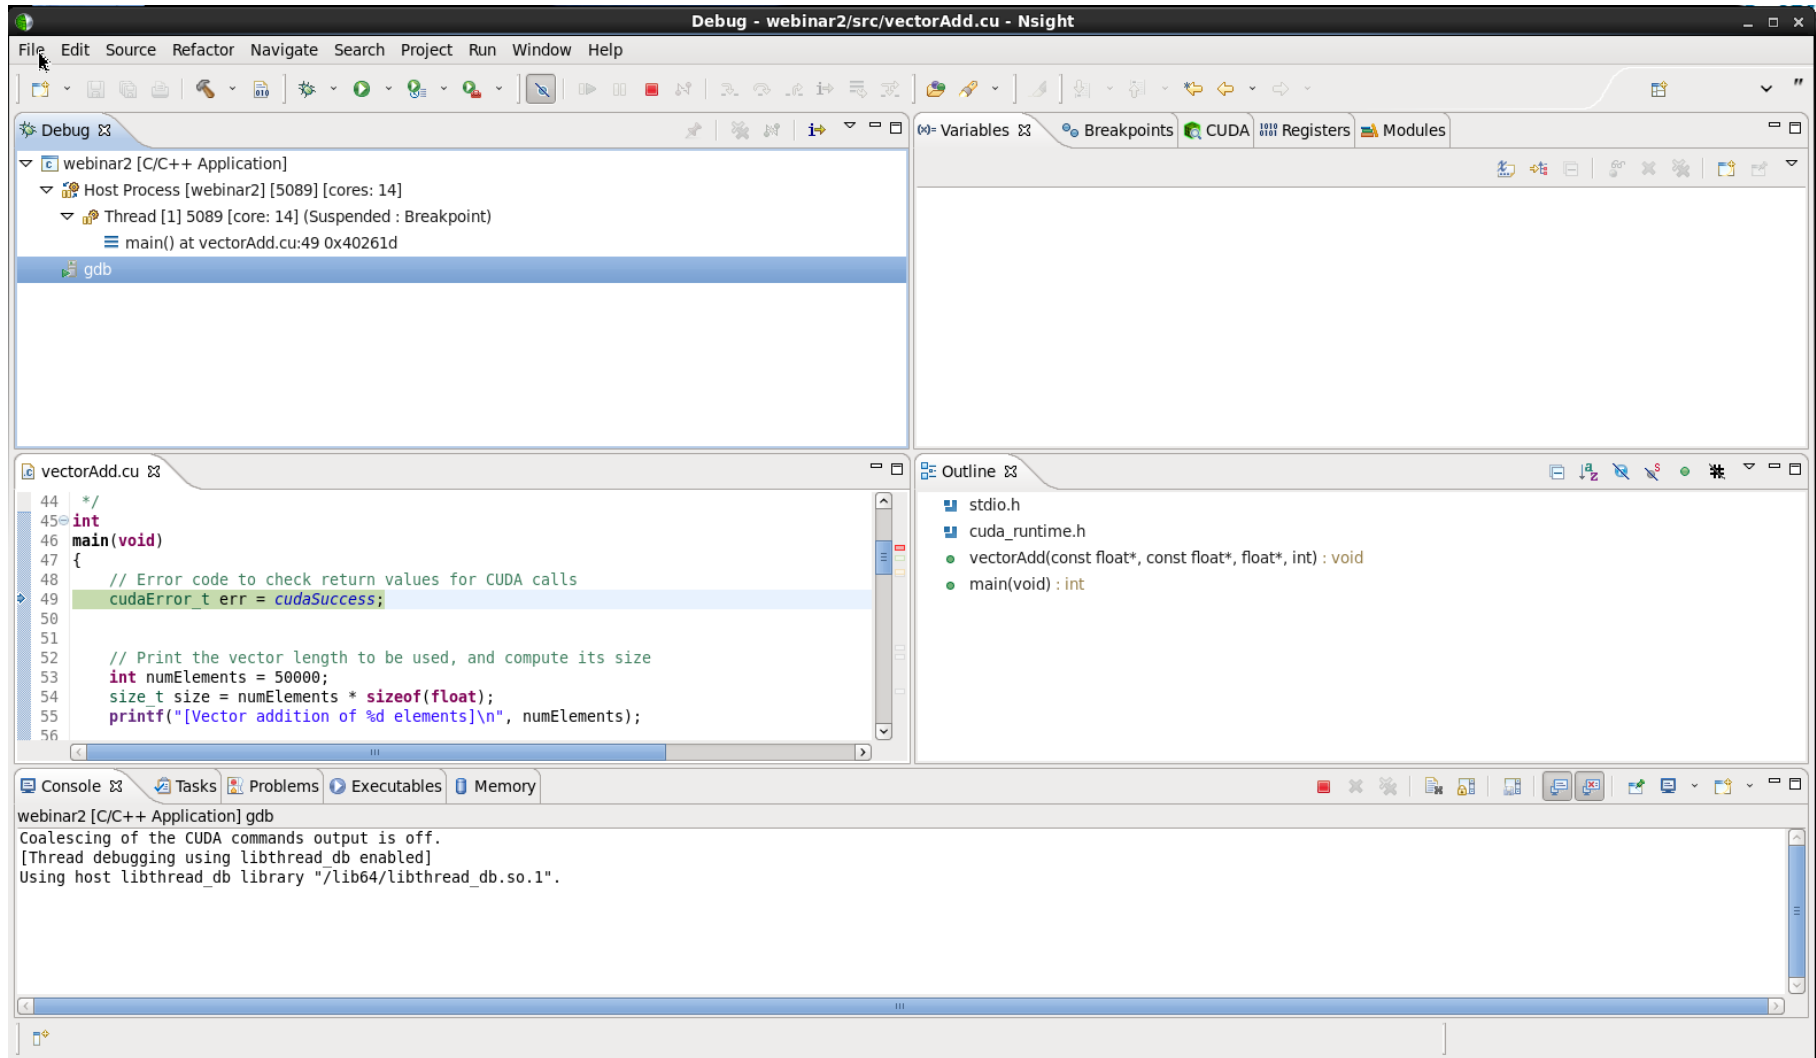 Debug - webinar2/src/vectorAdd.cu - Nsight
File Edit Source Refactor Navigate Search Project Run Window Help
Debug
webinar2 [C/C++ Application]
Host Process [webinar2] [5089] [cores: 14]
Thread [1] 5089 [core: 14] (Suspended : Breakpoint)
main() at vectorAdd.cu:49 0x40261d
gdb
(x)= Variables Breakpoints CUDA Registers Modules
vectorAdd.cu
44 */
45 int
46 main(void)
47 {
48 // Error code to check return values for CUDA calls
49 cudaError_t err = cudaSuccess;
50
51
52 // Print the vector length to be used, and compute its size
53 int numElements = 50000;
54 size_t size = numElements * sizeof(float);
55 printf("[Vector addition of %d elements]\n", numElements);
56
Outline
stdio.h
cuda_runtime.h
vectorAdd(const float*, const float*, float*, int) : void
main(void) : int
Console Tasks Problems Executables Memory
webinar2 [C/C++ Application] gdb
Coalescing of the CUDA commands output is off.
[Thread debugging using libthread_db enabled]
Using host libthread_db library "/lib64/libthread_db.so.1".